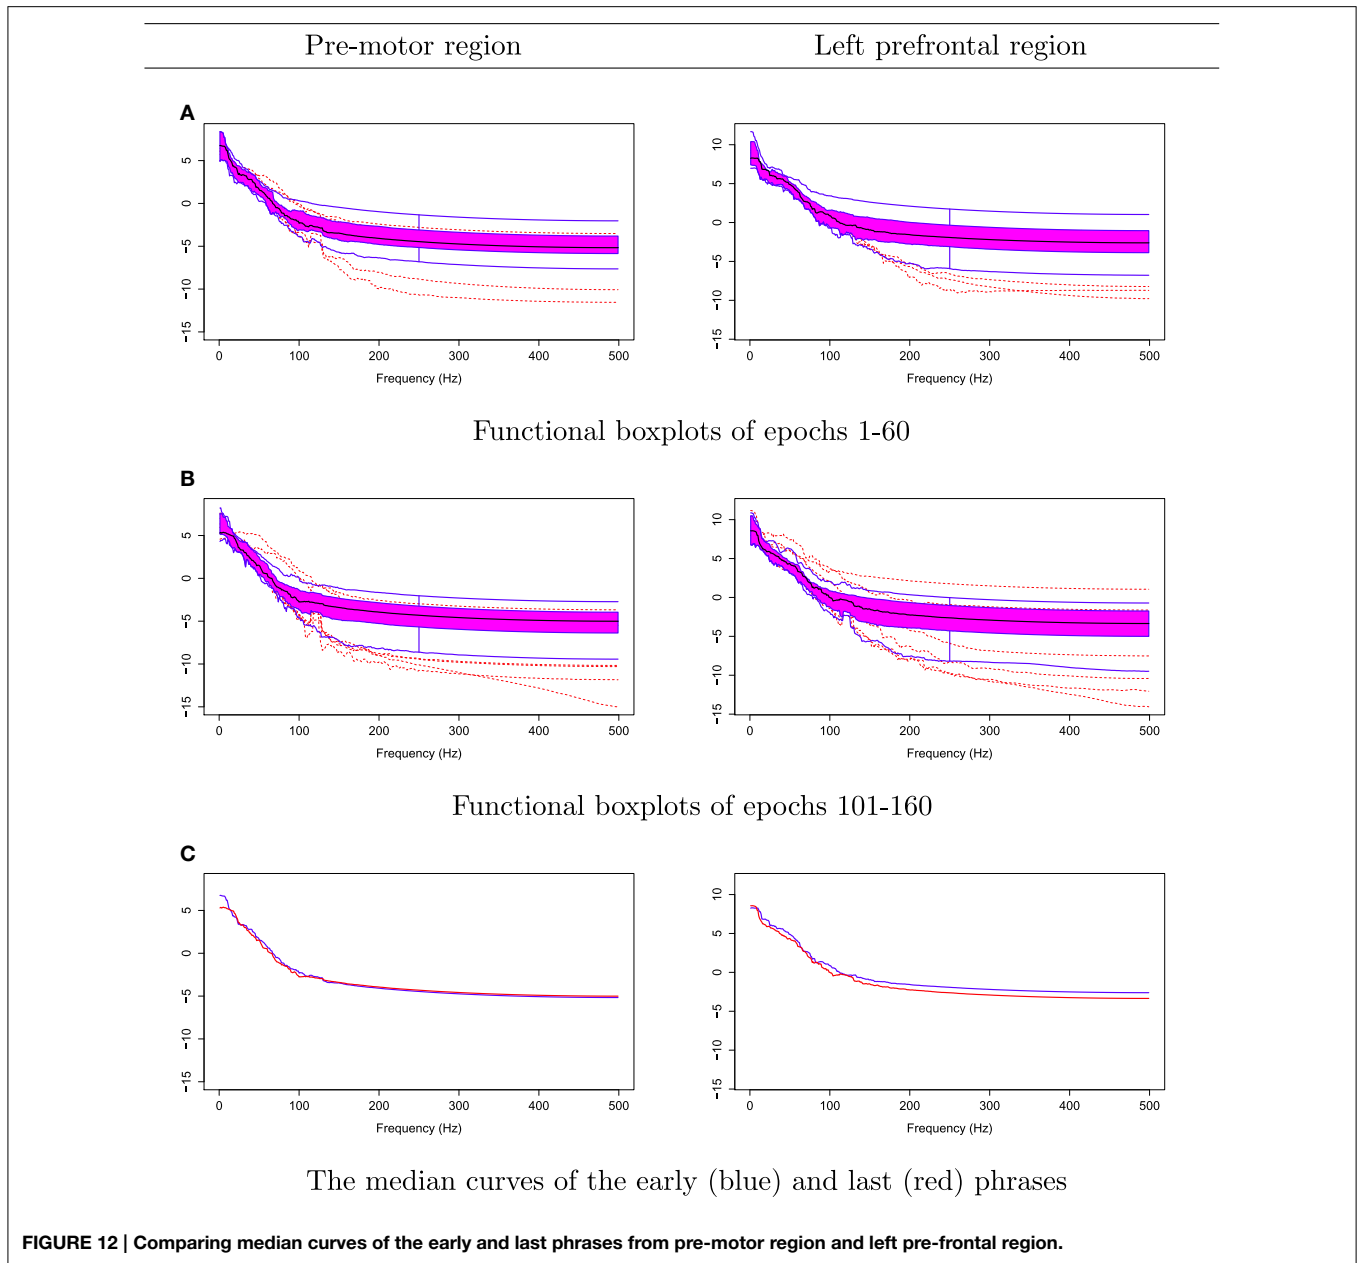 Pre-motor region Left prefrontal region
A
5
0
−5
−10
−15
0 100 200 300 400 500
Frequency (Hz)
10
5
0
−5
−10
−15
0 100 200 300 400 500
Frequency (Hz)
Functional boxplots of epochs 1-60
B
5
0
−5
−10
−15
0 100 200 300 400 500
Frequency (Hz)
10
5
0
−5
−10
−15
0 100 200 300 400 500
Frequency (Hz)
Functional boxplots of epochs 101-160
C
5
0
−5
−10
−15
0 100 200 300 400 500
Frequency (Hz)
10
5
0
−5
−10
−15
0 100 200 300 400 500
Frequency (Hz)
The median curves of the early (blue) and last (red) phrases
FIGURE 12 | Comparing median curves of the early and last phrases from pre-motor region and left pre-frontal region.